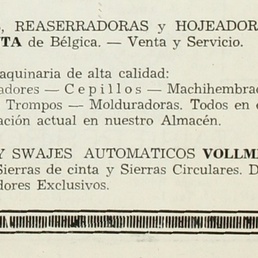 , REASERRADORAS y HOJEADOR
TA de Bélgica. — Venta y Servicio.
aquinaria de alta calidad:
adores — Cepillos — Machihembrad
Trompos — Molduradoras. Todos en e
ación actual en nuestro Almacén.
Y SWAJES AUTOMATICOS VOLLM
Sierras de cinta y Sierras Circulares. D
dores Exclusivos.